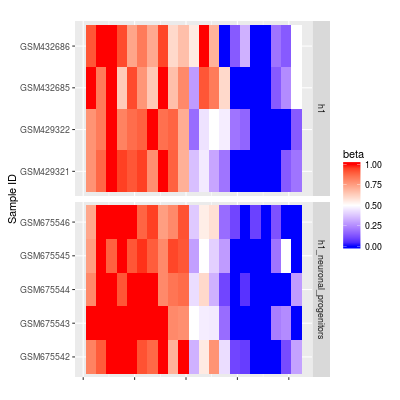 GSM432686
GSM432685
GSM429322
GSM429321
h1
GSM675546
GSM675545
GSM675544
GSM675543
GSM675542
h1_neuronal_progenitors
Sample ID
beta
1.00
0.75
0.50
0.25
0.00